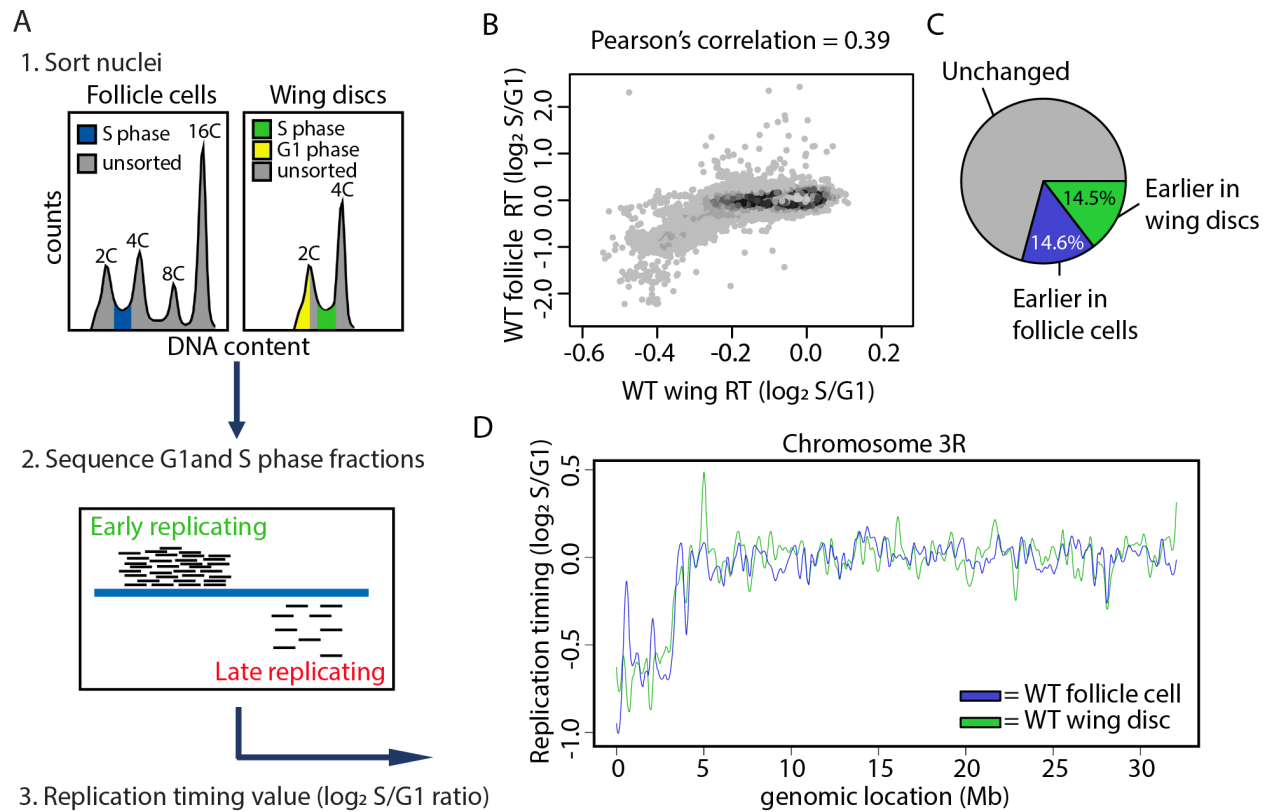 A
1. Sort nuclei
Follicle cells
S phase
unsorted
2C
4C
8C
16C
Wing discs
S phase
G1 phase
unsorted
2C
4C
counts
DNA content
2. Sequence G1and S phase fractions
Early replicating
Late replicating
3. Replication timing value (log₂ S/G1 ratio)
B
Pearson's correlation = 0.39
WT follicle RT (log₂ S/G1)
2.0
1.0
0.0
-1.0
-2.0
-0.6 -0.4 -0.2 0.0 0.2
WT wing RT (log₂ S/G1)
C
Unchanged
14.5%
Earlier in
wing discs
14.6%
Earlier in
follicle cells
D
Chromosome 3R
Replication timing (log₂ S/G1)
0.5
0.0
-0.5
-1.0
= WT follicle cell
= WT wing disc
0 5 10 15 20 25 30
genomic location (Mb)